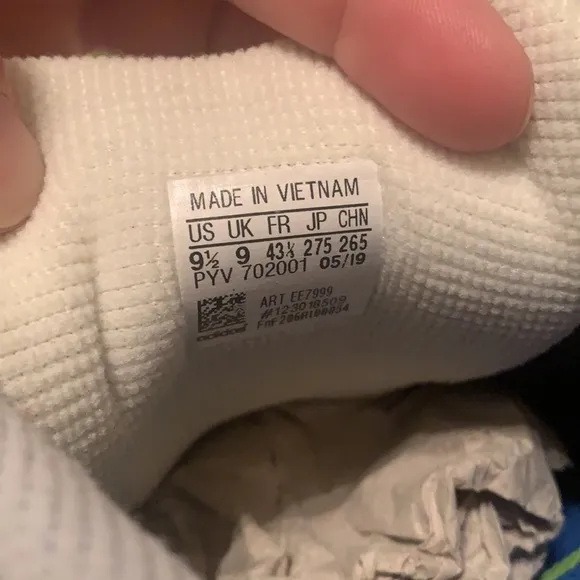 MADE IN VIETNAM
US UK FR JP CHN
9½ 9 43⅓ 275 265
PYV 702001 05/19
ART EE7999
#123018509
adidas